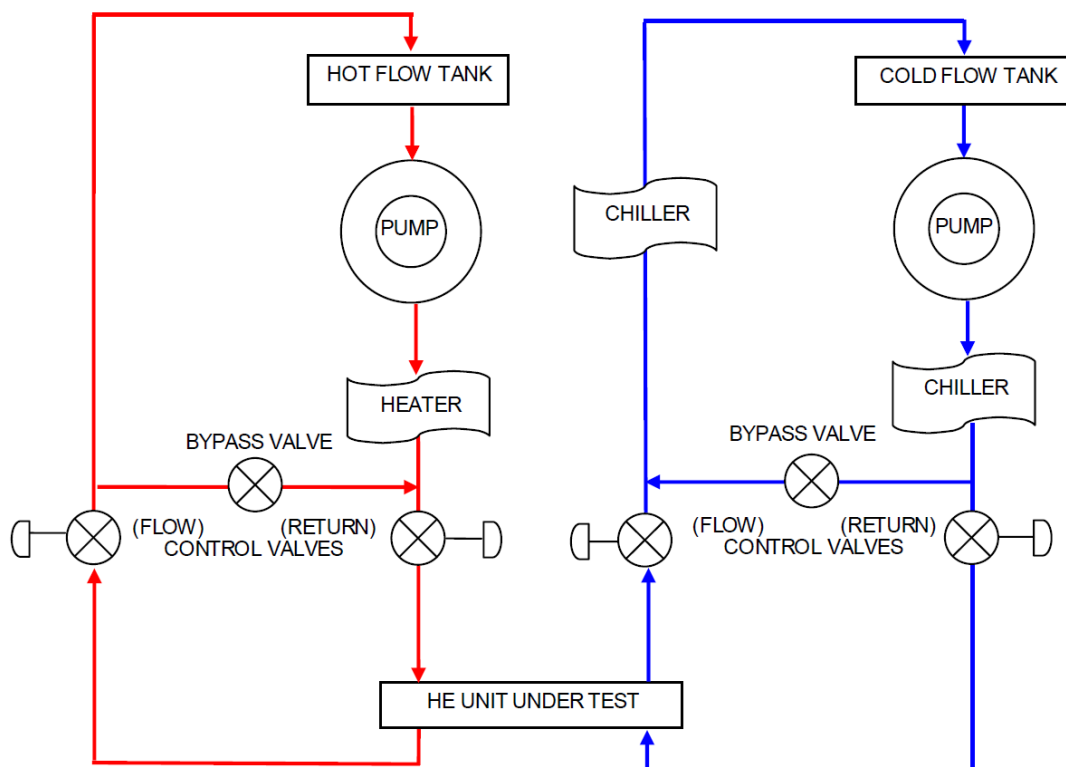 HOT FLOW TANK
COLD FLOW TANK
PUMP
CHILLER
PUMP
HEATER
CHILLER
BYPASS VALVE
BYPASS VALVE
(FLOW) (RETURN)
CONTROL VALVES
(FLOW) (RETURN)
CONTROL VALVES
HE UNIT UNDER TEST